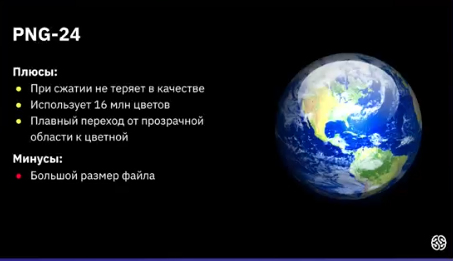 PNG-24
Плюсы:
При сжатии не теряет в качестве
Использует 16 млн цветов
Плавный переход от прозрачной
области к цветной
Минусы:
Большой размер файла